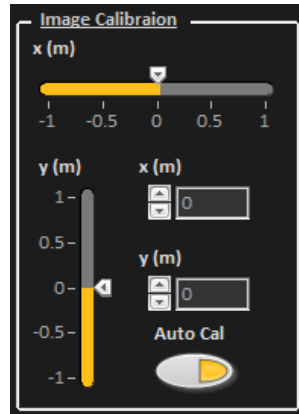 Image Calibraion
x (m)
-1 -0.5 0 0.5 1
y (m)
1
0.5
0
-0.5
-1
x (m)
0
y (m)
0
Auto Cal